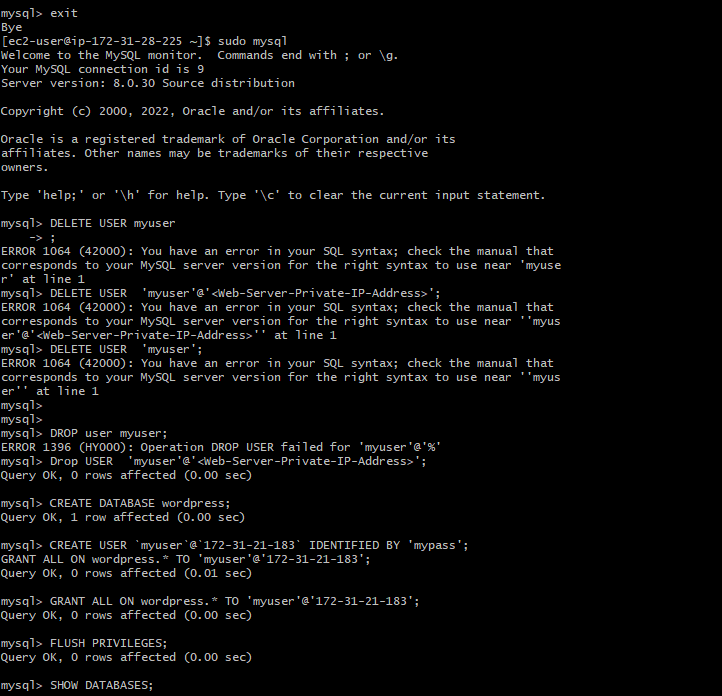 mysql> exit
Bye
[ec2-user@ip-172-31-28-225 ~]$ sudo mysql
Welcome to the MySQL monitor.  Commands end with ; or \g.
Your MySQL connection id is 9
Server version: 8.0.30 Source distribution
Copyright (c) 2000, 2022, Oracle and/or its affiliates.
Oracle is a registered trademark of Oracle Corporation and/or its
affiliates. Other names may be trademarks of their respective
owners.
Type 'help;' or '\h' for help. Type '\c' to clear the current input statement.
mysql> DELETE USER myuser
    -> ;
ERROR 1064 (42000): You have an error in your SQL syntax; check the manual that
corresponds to your MySQL server version for the right syntax to use near 'myuse
r' at line 1
mysql> DELETE USER  'myuser'@'<Web-Server-Private-IP-Address>';
ERROR 1064 (42000): You have an error in your SQL syntax; check the manual that
corresponds to your MySQL server version for the right syntax to use near ''myus
er'@'<Web-Server-Private-IP-Address>'' at line 1
mysql> DELETE USER  'myuser';
ERROR 1064 (42000): You have an error in your SQL syntax; check the manual that
corresponds to your MySQL server version for the right syntax to use near ''myus
er'' at line 1
mysql>
mysql>
mysql> DROP user myuser;
ERROR 1396 (HY000): Operation DROP USER failed for 'myuser'@'%'
mysql> Drop USER  'myuser'@'<Web-Server-Private-IP-Address>';
Query OK, 0 rows affected (0.00 sec)
mysql> CREATE DATABASE wordpress;
Query OK, 1 row affected (0.00 sec)
mysql> CREATE USER `myuser`@`172-31-21-183` IDENTIFIED BY 'mypass';
GRANT ALL ON wordpress.* TO 'myuser'@'172-31-21-183';
Query OK, 0 rows affected (0.01 sec)
mysql> GRANT ALL ON wordpress.* TO 'myuser'@'172-31-21-183';
Query OK, 0 rows affected (0.00 sec)
mysql> FLUSH PRIVILEGES;
Query OK, 0 rows affected (0.00 sec)
mysql> SHOW DATABASES;